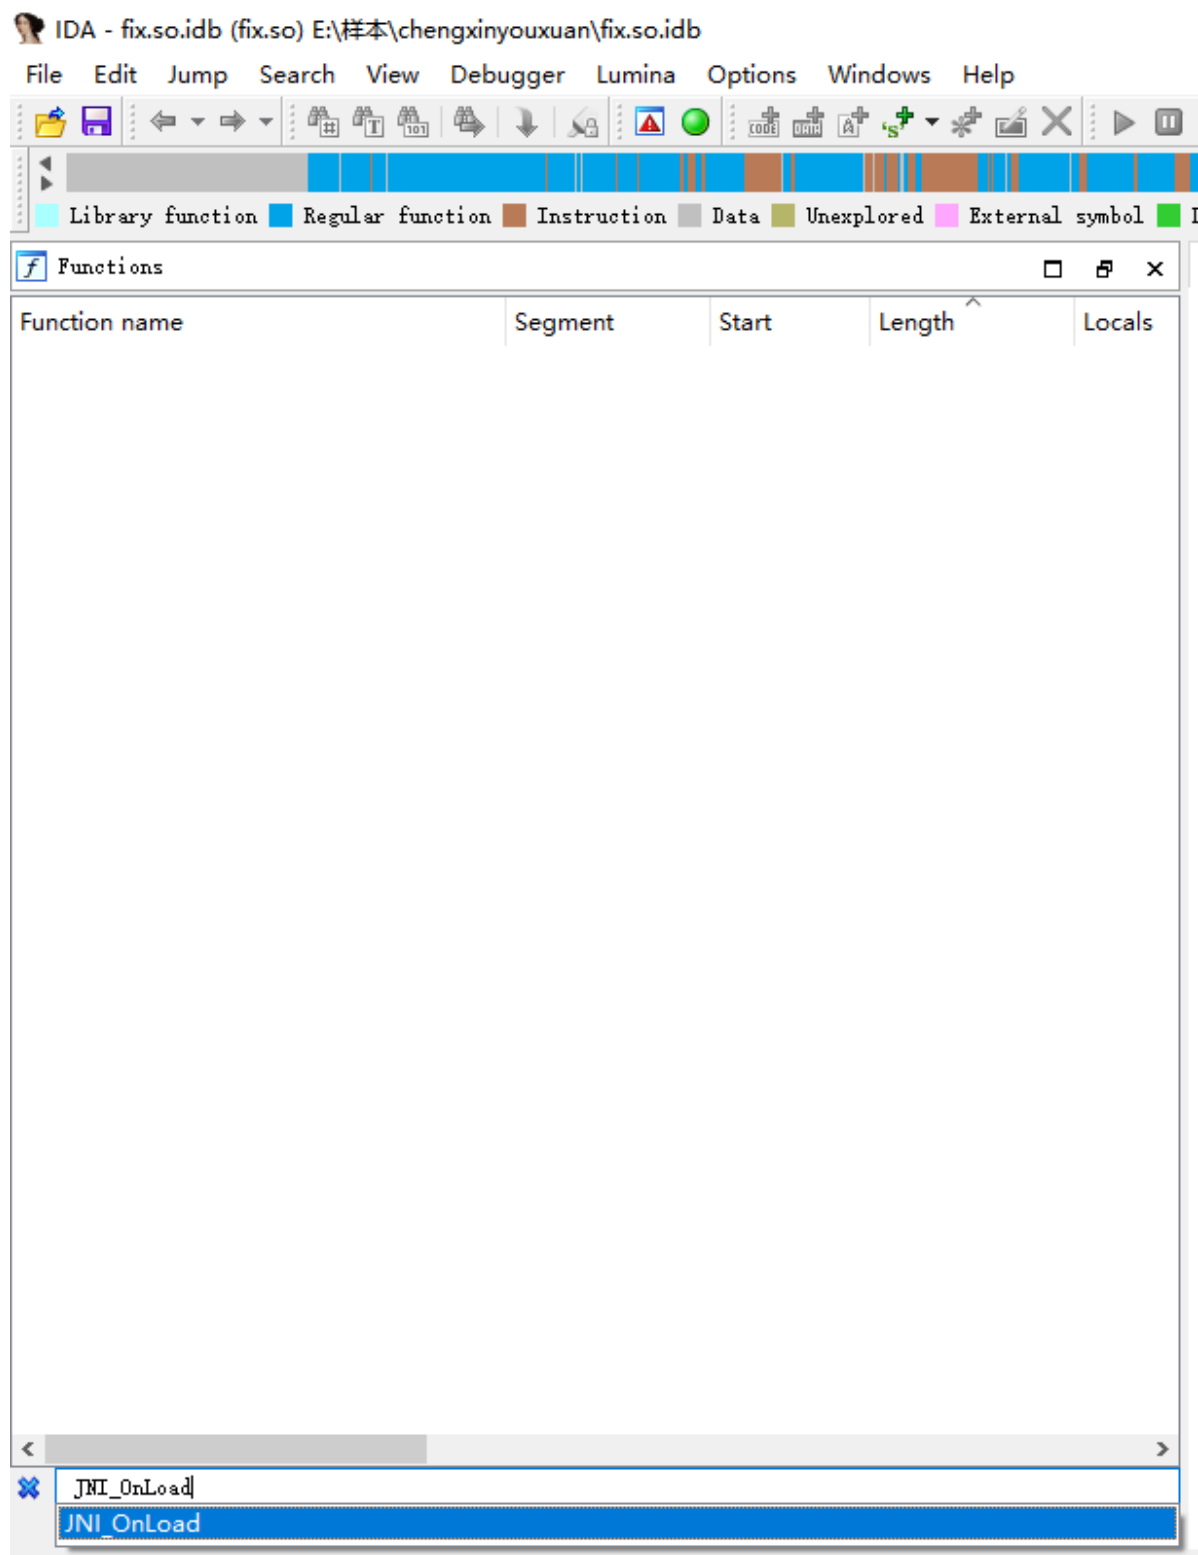 IDA - fix.so.idb (fix.so) E:\样本\chengxinyouxuan\fix.so.idb
File Edit Jump Search View Debugger Lumina Options Windows Help
Library function Regular function Instruction Data Unexplored External symbol
Functions
Function name Segment Start Length Locals
JNI_OnLoad
JNI_OnLoad